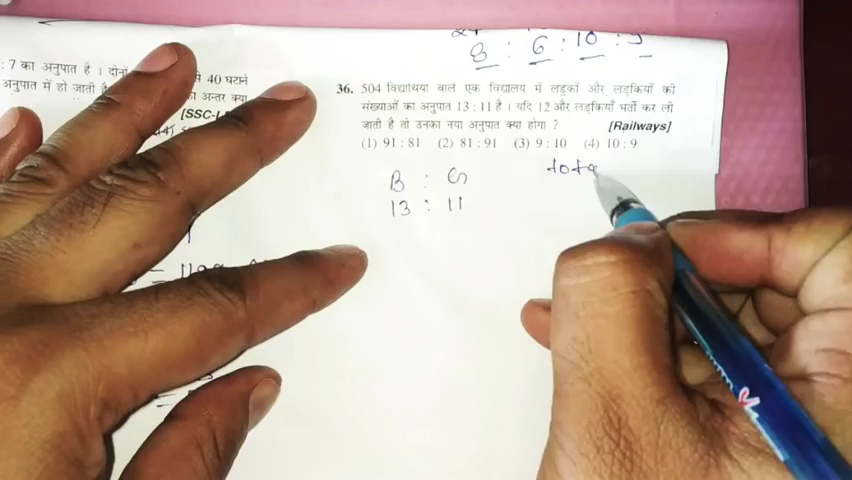 8 : 6 : 10 :
: 7 का अनुपात है । दोनों से 40 घटाने
अनुपात में हो जाती है का अन्तर क्या
[SSC-
36. 504 विद्यार्थियों वाले एक विद्यालय में लड़कों और लड़कियों की
संख्याओं का अनुपात 13 : 11 है । यदि 12 और लड़कियाँ भर्ती कर ली
जाती है तो उनका नया अनुपात क्या होगा ? [Railways]
(1) 91 : 81 (2) 81 : 91 (3) 9 : 10 (4) 10 : 9
B : G
13 : 11
tota